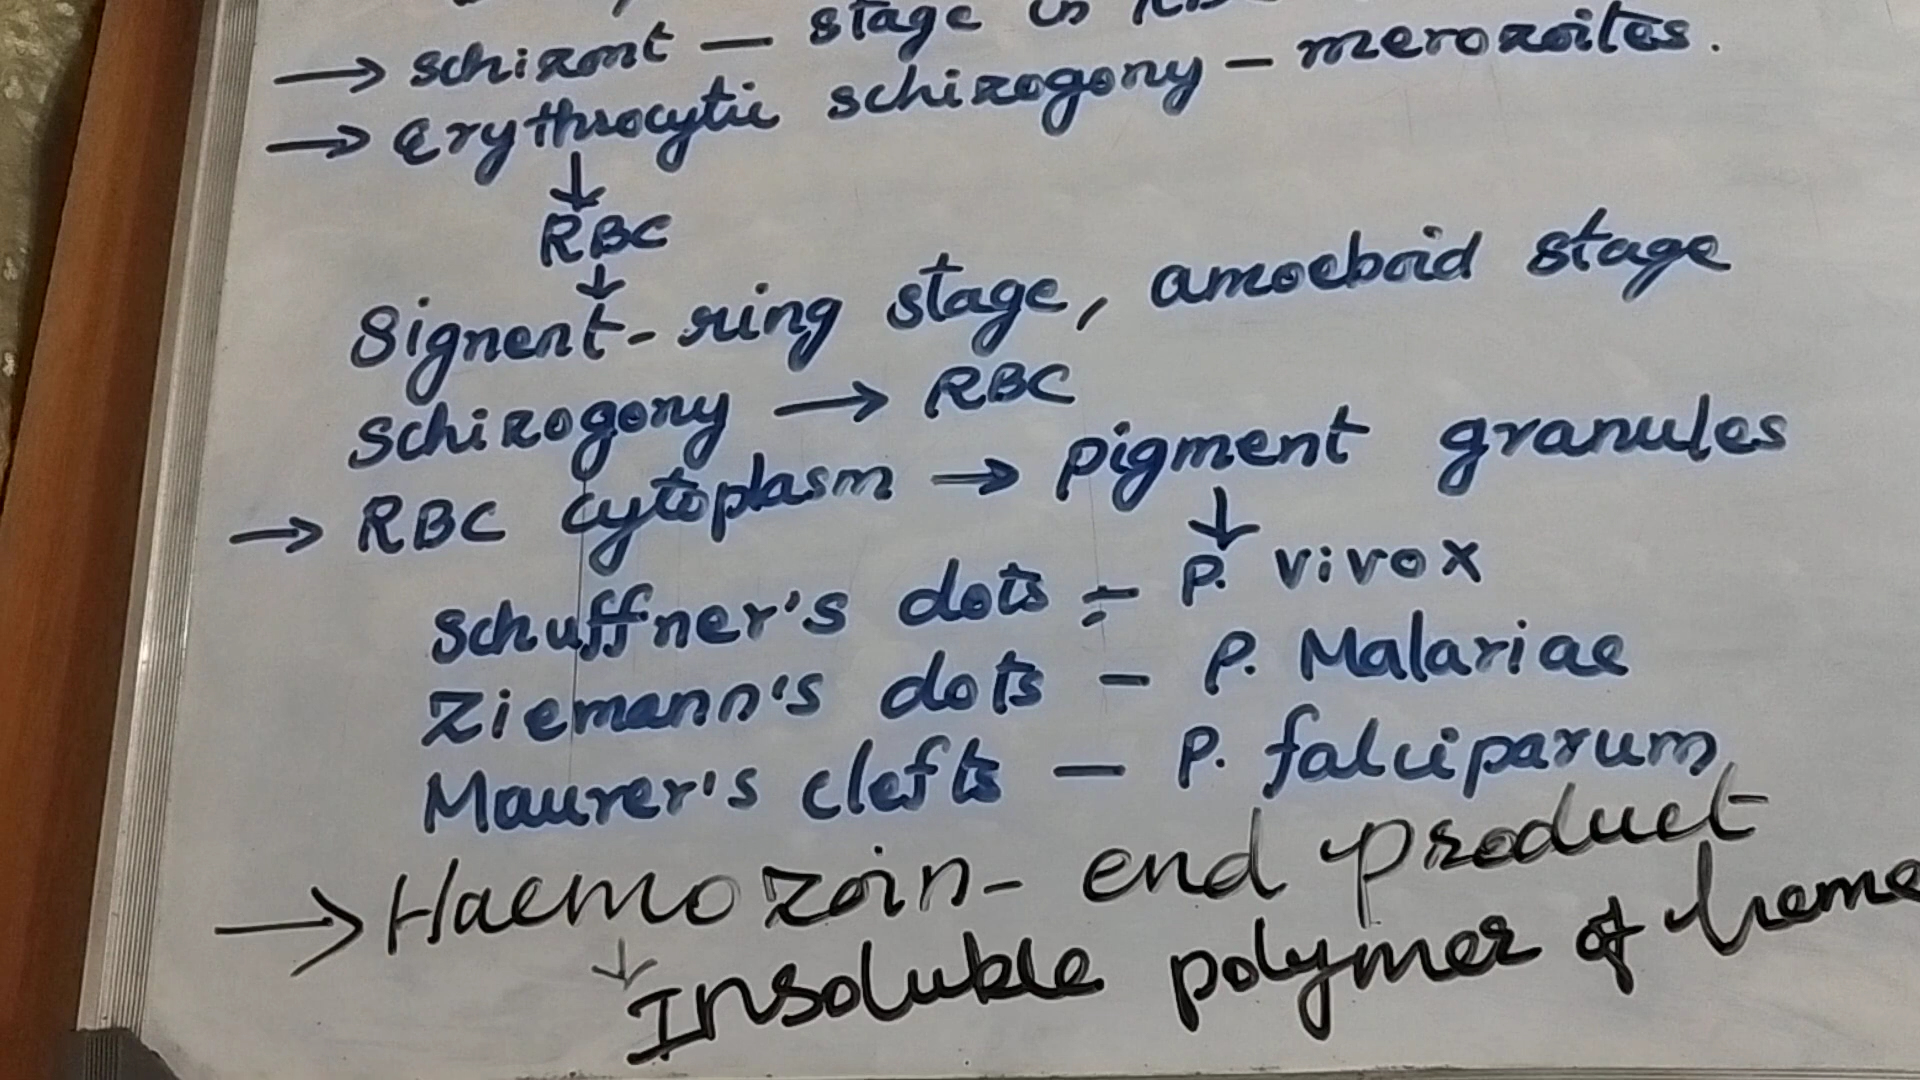 → Schizont — stage in
→ Erythrocytic schizogony – merozoites.
↓
RBC
↓
Signent-ring stage, amoeboid stage
Schizogony → RBC
→ RBC cytoplasm → pigment granules
↓
Schuffner's dots - P. vivox
Ziemann's dots - P. Malariae
Maurer's clefts — P. falciparum
→ Haemozoin - end product
↓
Insoluble polymer of heme